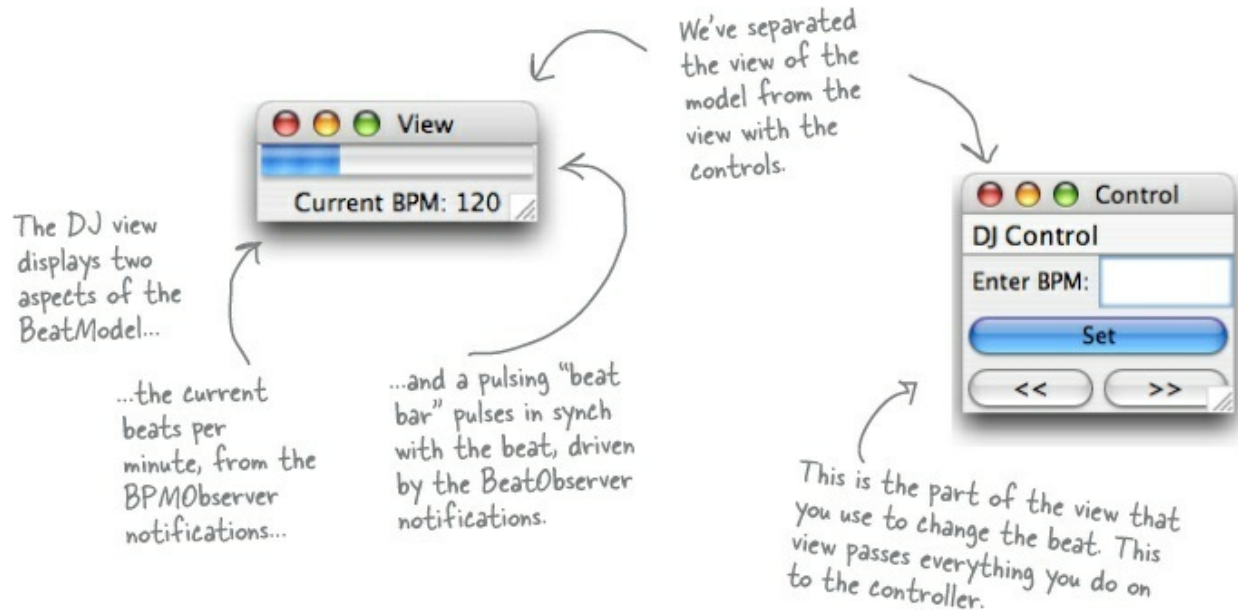 We've separated
the view of the
model from the
view with the
controls.
View
Current BPM: 120
The DJ view
displays two
aspects of the
BeatModel...
...the current
beats per
minute, from the
BPMObserver
notifications...
...and a pulsing “beat
bar” pulses in synch
with the beat, driven
by the BeatObserver
notifications.
Control
DJ Control
Enter BPM:
Set
<< >>
This is the part of the view that
you use to change the beat. This
view passes everything you do on
to the controller.